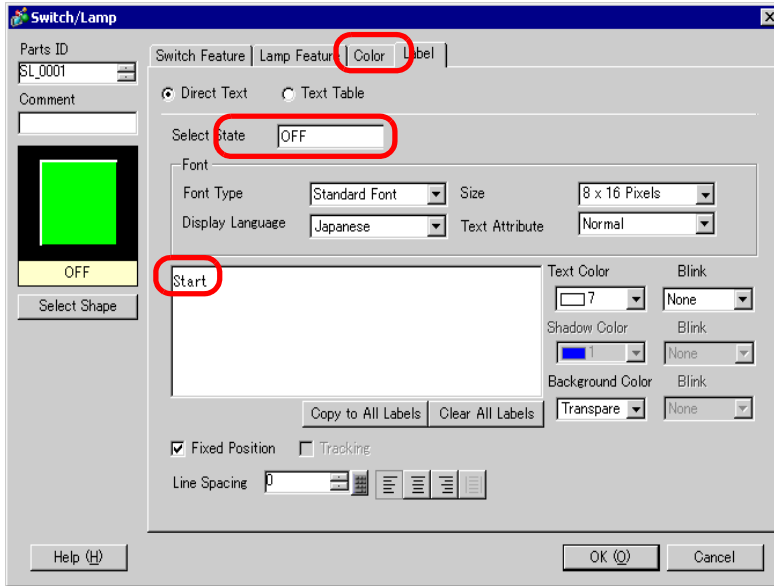 Switch/Lamp
Parts ID
SL_0001
Comment
OFF
Select Shape
Switch Feature
Lamp Feature
Color
Label
Direct Text
Text Table
Select State
OFF
Font
Font Type
Standard Font
Size
8 x 16 Pixels
Display Language
Japanese
Text Attribute
Normal
Start
Text Color
Blink
7
None
Shadow Color
Blink
1
None
Background Color
Blink
Transpare
None
Copy to All Labels
Clear All Labels
Fixed Position
Tracking
Line Spacing
0
Help (H)
OK (O)
Cancel